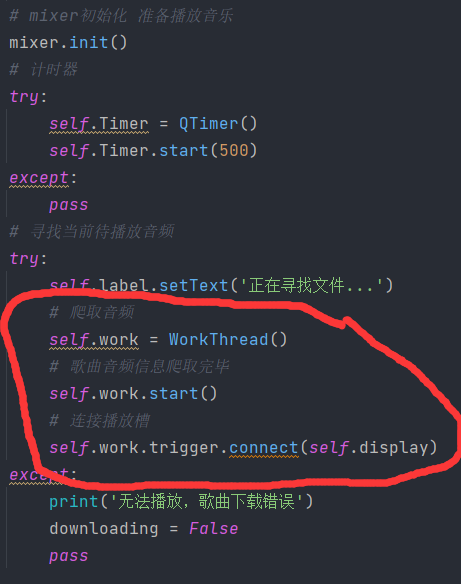 # mixer初始化 准备播放音乐
mixer.init()
# 计时器
try:
    self.Timer = QTimer()
    self.Timer.start(500)
except:
    pass
# 寻找当前待播放音频
try:
    self.label.setText('正在寻找文件...')
    # 爬取音频
    self.work = WorkThread()
    # 歌曲音频信息爬取完毕
    self.work.start()
    # 连接播放槽
    self.work.trigger.connect(self.display)
except:
    print('无法播放，歌曲下载错误')
    downloading = False
    pass